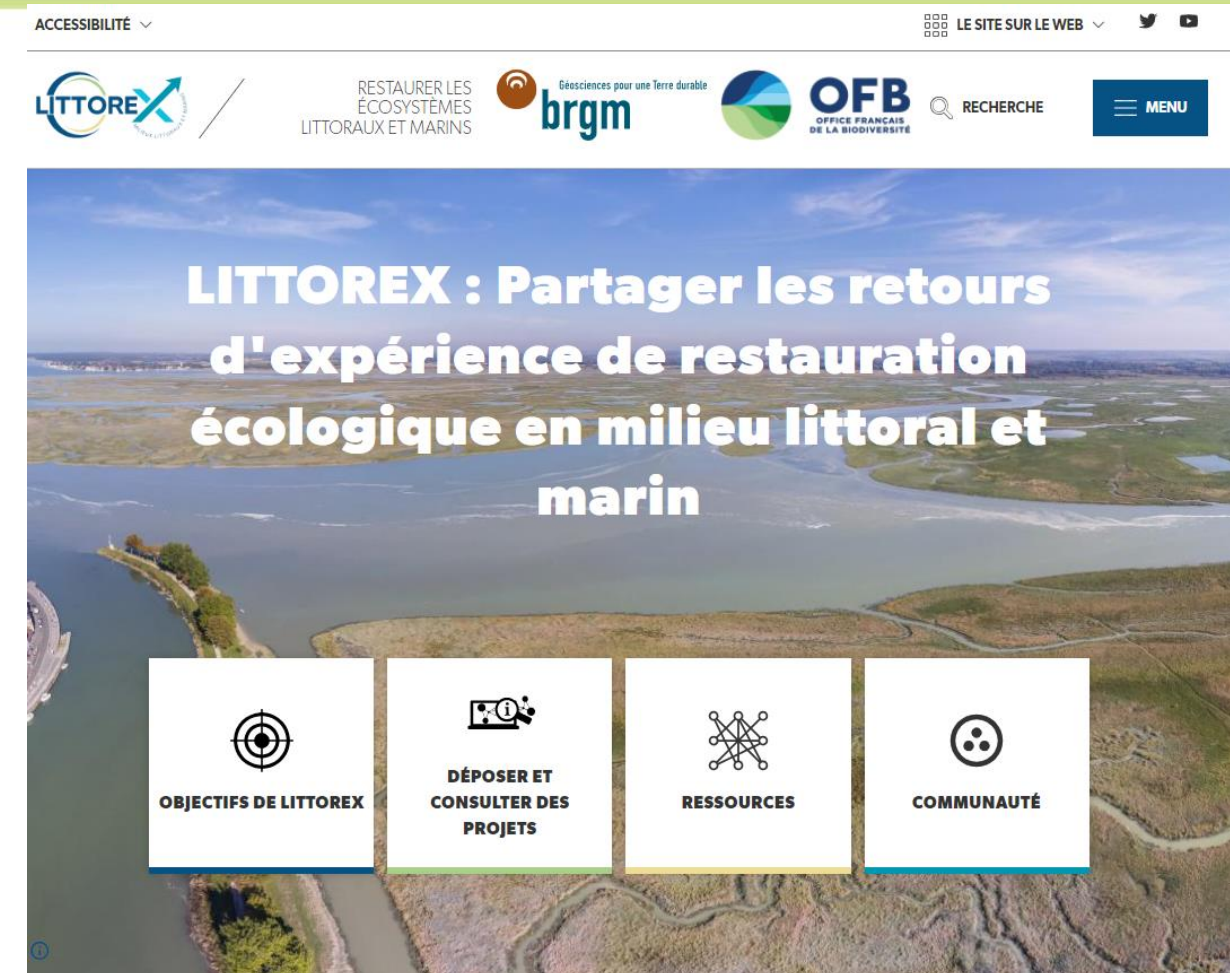 ACCESSIBILITÉ
LE SITE SUR LE WEB
LITTOREX
RESTAURER LES
ÉCOSYSTÈMES
LITTORAUX ET MARINS
Géosciences pour une Terre durable
brgm
OFB
OFFICE FRANÇAIS
DE LA BIODIVERSITÉ
RECHERCHE
MENU
LITTOREX : Partager les retours
d'expérience de restauration
écologique en milieu littoral et
marin
OBJECTIFS DE LITTOREX
DÉPOSER ET
CONSULTER DES
PROJETS
RESSOURCES
COMMUNAUTÉ